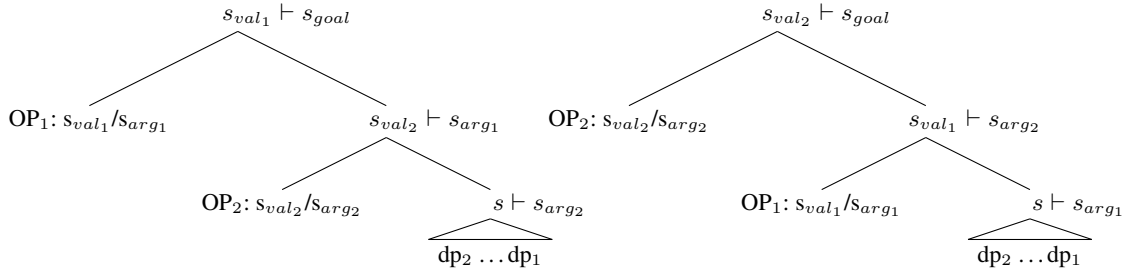 s_{val_1} ⊢ s_{goal} s_{val_2} ⊢ s_{goal}
OP_1: s_{val_1}/s_{arg_1} s_{val_2} ⊢ s_{arg_1} OP_2: s_{val_2}/s_{arg_2} s_{val_1} ⊢ s_{arg_2}
OP_2: s_{val_2}/s_{arg_2} s ⊢ s_{arg_2} OP_1: s_{val_1}/s_{arg_1} s ⊢ s_{arg_1}
dp_2 … dp_1 dp_2 … dp_1